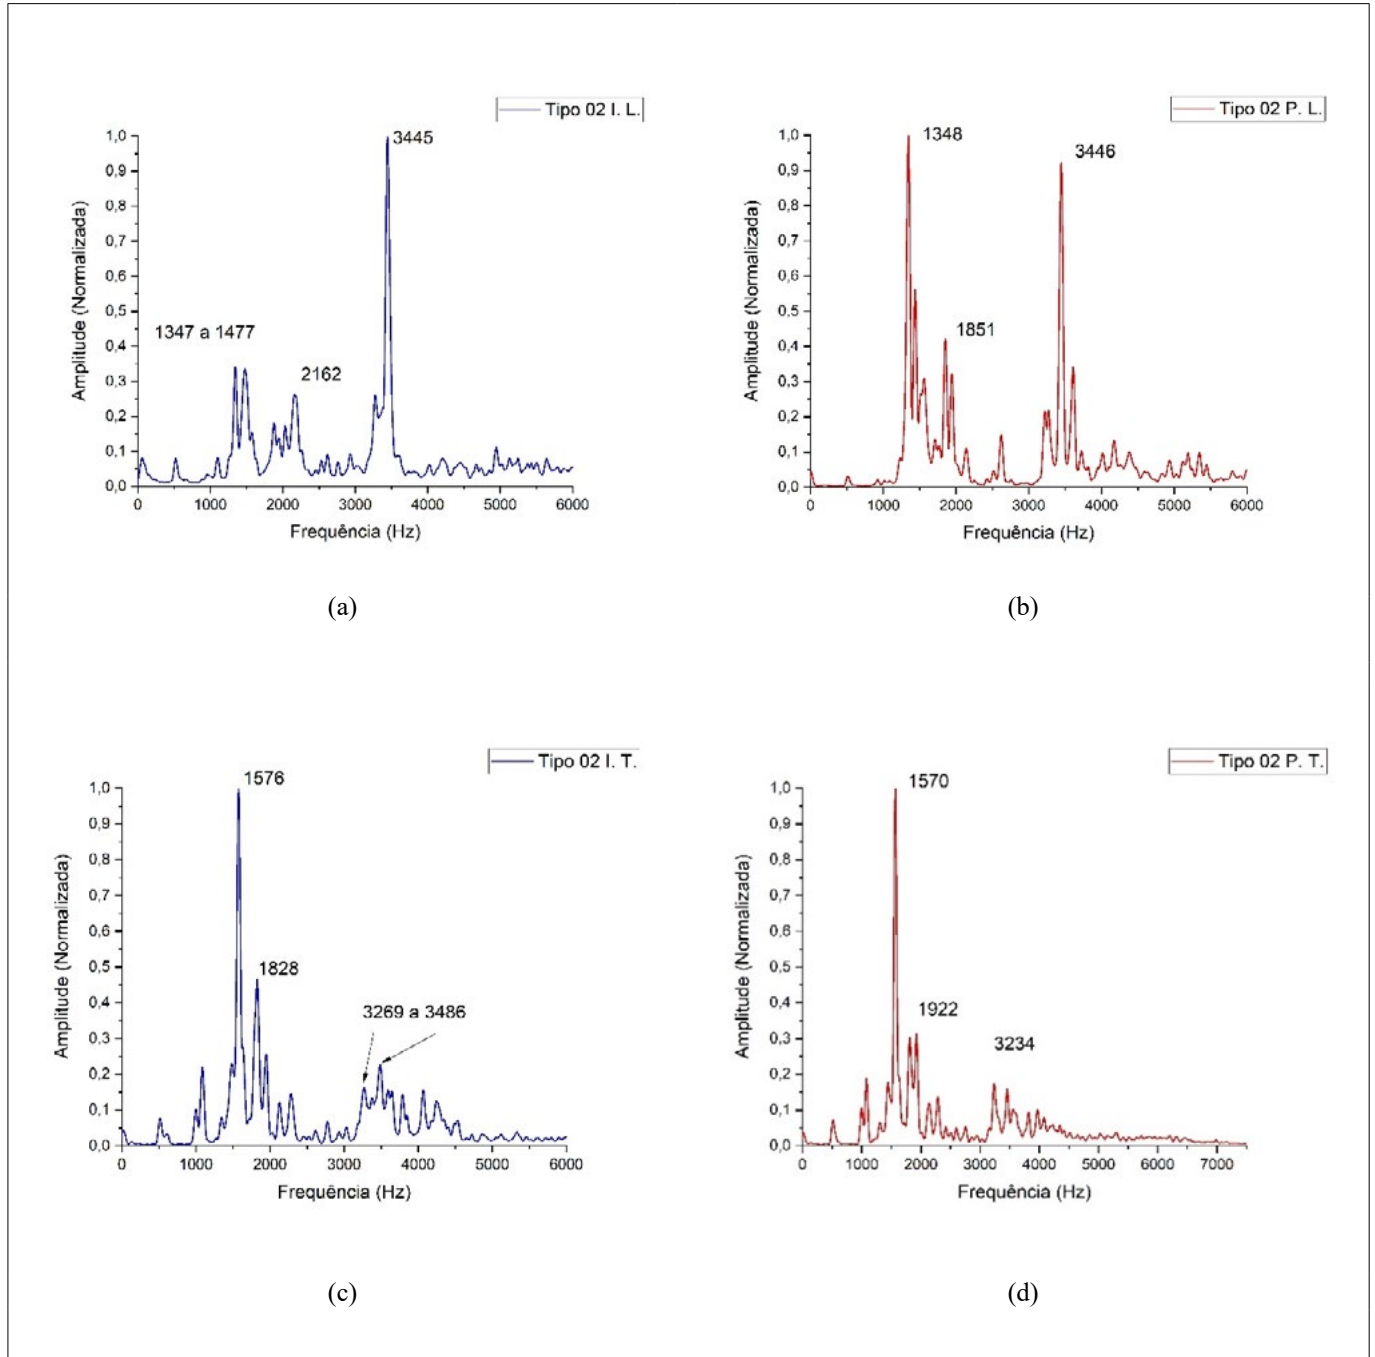 Tipo 02 I. L.
3445
1347 a 1477
2162
1,0
0,9
0,8
0,7
0,6
0,5
0,4
0,3
0,2
0,1
0,0
Amplitude (Normalizada)
0 1000 2000 3000 4000 5000 6000
Frequência (Hz)
(a)
Tipo 02 P. L.
1348
3446
1851
1,0
0,9
0,8
0,7
0,6
0,5
0,4
0,3
0,2
0,1
0,0
Amplitude (Normalizada)
0 1000 2000 3000 4000 5000 6000
Frequência (Hz)
(b)
Tipo 02 I. T.
1576
1828
3269 a 3486
1,0
0,9
0,8
0,7
0,6
0,5
0,4
0,3
0,2
0,1
0,0
Amplitude (Normalizada)
0 1000 2000 3000 4000 5000 6000
Frequência (Hz)
(c)
Tipo 02 P. T.
1570
1922
3234
1,0
0,9
0,8
0,7
0,6
0,5
0,4
0,3
0,2
0,1
0,0
Amplitude (Normalizada)
0 1000 2000 3000 4000 5000 6000 7000
Frequência (Hz)
(d)